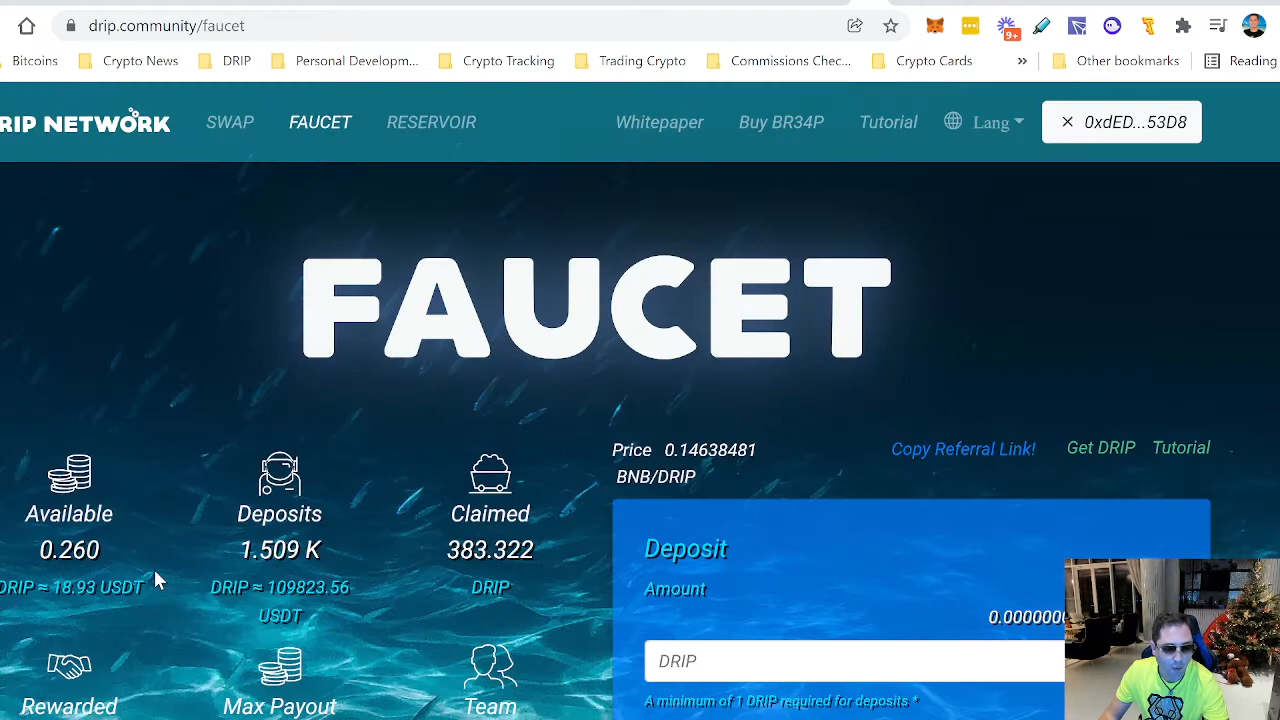 drip.community/faucet
9+
Bitcoins
Crypto News
DRIP
Personal Developm...
Crypto Tracking
Trading Crypto
Commissions Chec...
Crypto Cards
»
Other bookmarks
Reading
RIP NETWORK
SWAP
FAUCET
RESERVOIR
Whitepaper
Buy BR34P
Tutorial
Lang
× 0xdED...53D8
FAUCET
Price 0.14638481
BNB/DRIP
Copy Referral Link!
Get DRIP
Tutorial
Available
0.260
DRIP ≈ 18.93 USDT
Deposits
1.509 K
DRIP ≈ 109823.56
USDT
Claimed
383.322
DRIP
Deposit
Amount
0.0000000
DRIP
A minimum of 1 DRIP required for deposits *
Rewarded
Max Payout
Team